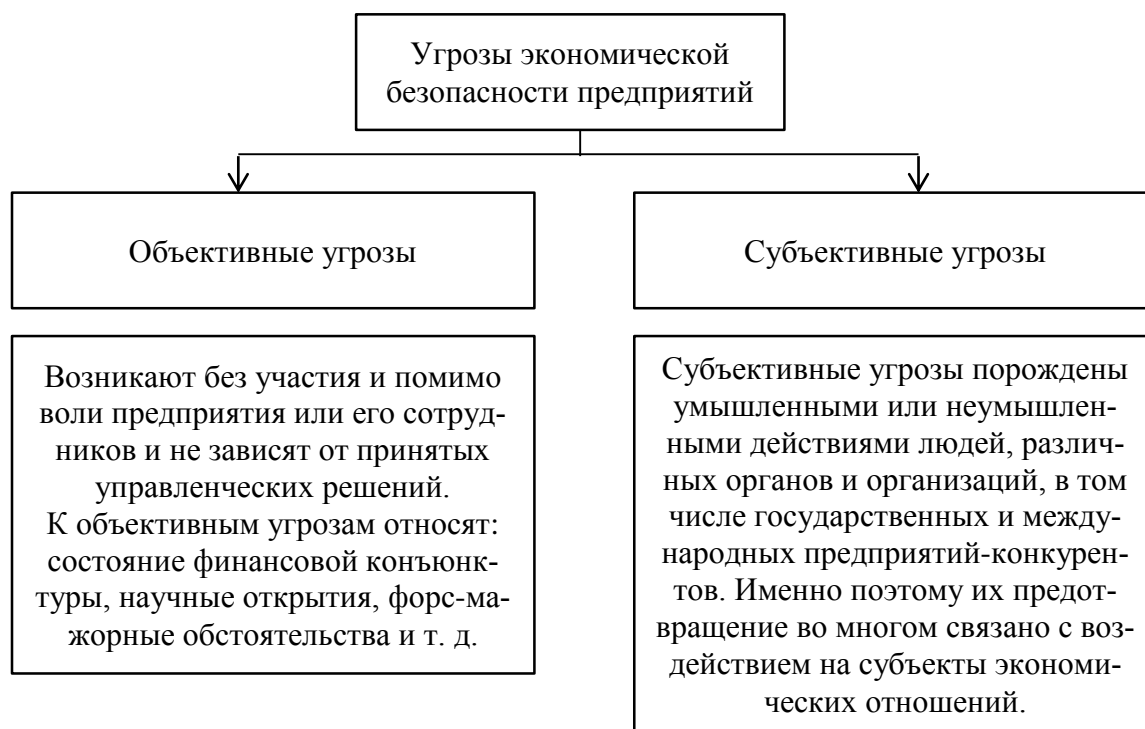 Угрозы экономической
безопасности предприятий
Объективные угрозы
Субъективные угрозы
Возникают без участия и помимо
воли предприятия или его сотруд-
ников и не зависят от принятых
управленческих решений.
К объективным угрозам относят:
состояние финансовой конъюнк-
туры, научные открытия, форс-ма-
жорные обстоятельства и т. д.
Субъективные угрозы порождены
умышленными или неумышлен-
ными действиями людей, различ-
ных органов и организаций, в том
числе государственных и между-
народных предприятий-конкурен-
тов. Именно поэтому их предот-
вращение во многом связано с воз-
действием на субъекты экономи-
ческих отношений.